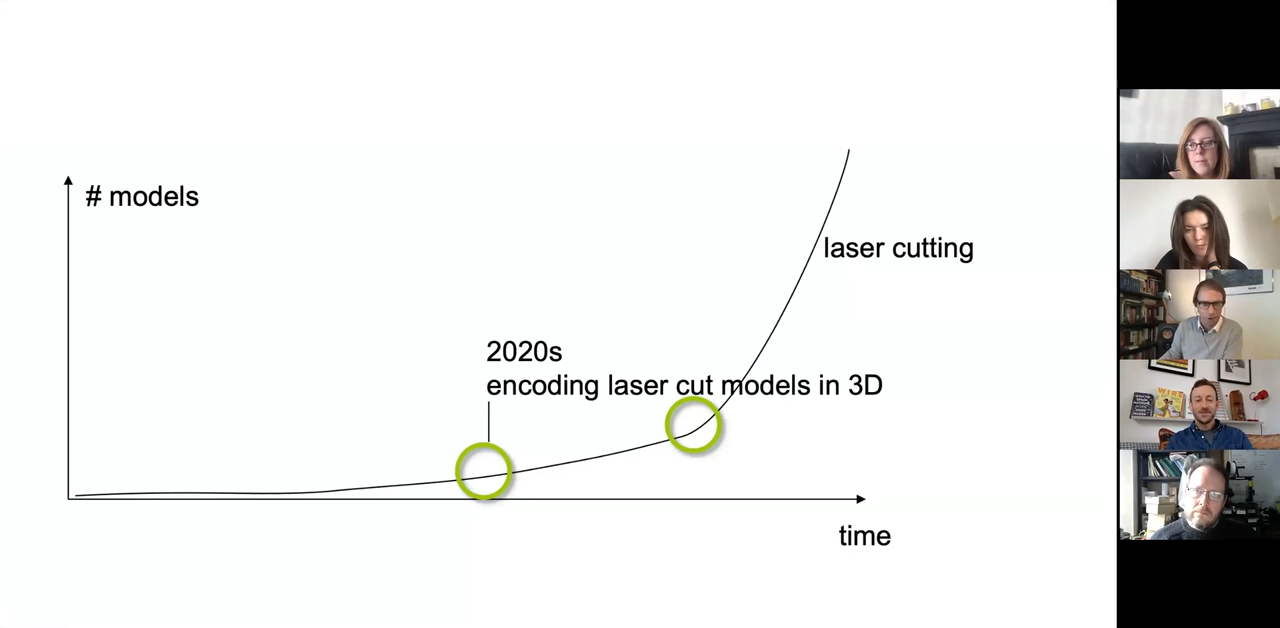 # models
laser cutting
2020s
encoding laser cut models in 3D
time